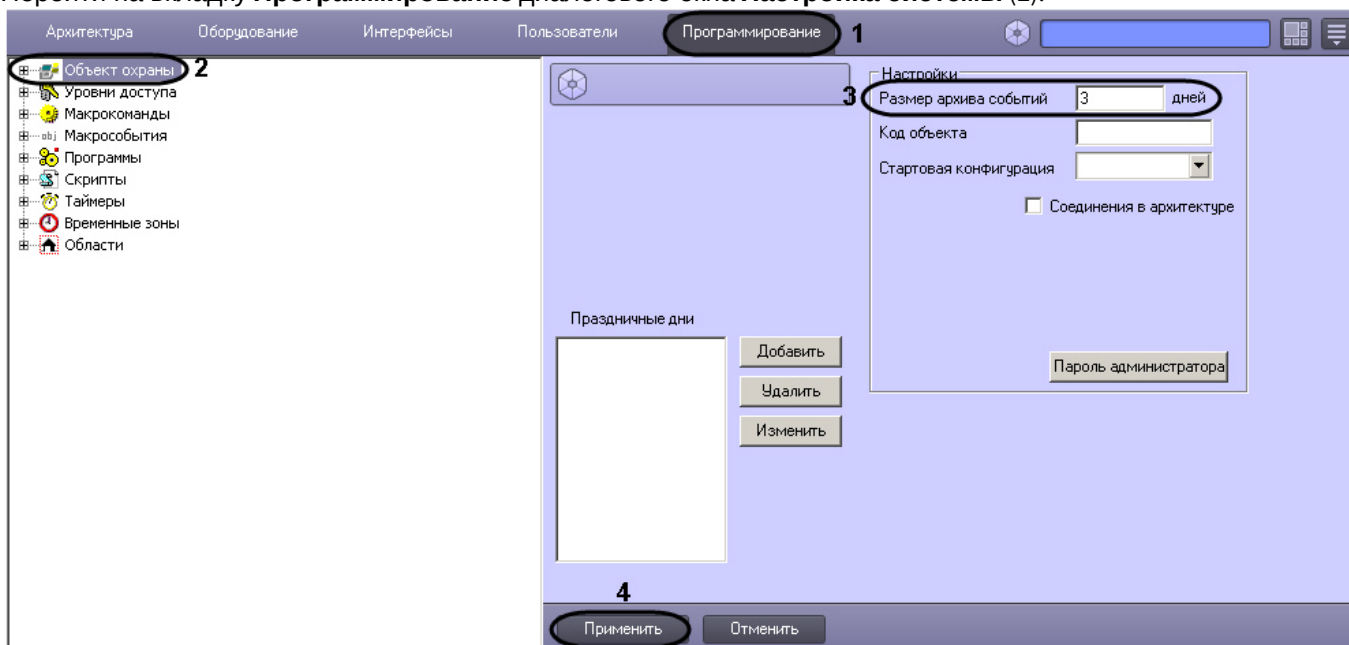 Перейти на вкладку Программирование диалогового окна Настройка системы (2).
Архитектура Оборудование Интерфейсы Пользователи Программирование 1
Объект охраны 2
Уровни доступа
Макрокоманды
obj Макрособытия
Программы
Скрипты
Таймеры
Временные зоны
Области
Настройки
3 Размер архива событий 3 дней
Код объекта
Стартовая конфигурация
Соединения в архитектуре
Праздничные дни
Добавить
Удалить
Изменить
Пароль администратора
4
Применить Отменить